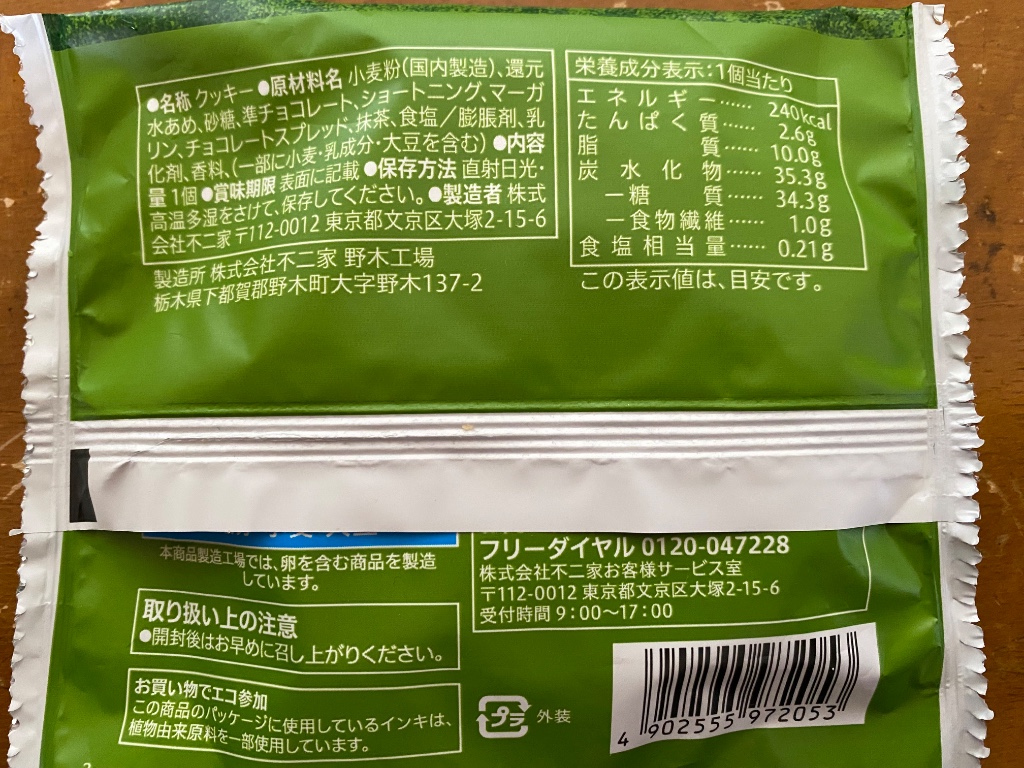 ●名称 クッキー ●原材料名 小麦粉(国内製造)、還元
水あめ、砂糖、準チョコレート、ショートニング、マーガ
リン、チョコレートスプレッド、抹茶、食塩／膨脹剤、乳
化剤、香料、(一部に小麦・乳成分・大豆を含む) ●内容
量 1個 ●賞味期限 表面に記載 ●保存方法 直射日光・
高温多湿をさけて、保存してください。 ●製造者 株式
会社不二家 〒112-0012 東京都文京区大塚2-15-6
製造所 株式会社不二家 野木工場
栃木県下都賀郡野木町大字野木137-2
栄養成分表示：1個当たり
エネルギー…… 240kcal
たんぱく質…… 2.6g
脂質…… 10.0g
炭水化物…… 35.3g
－糖質…… 34.3g
－食物繊維…… 1.0g
食塩相当量…… 0.21g
この表示値は、目安です。
本商品製造工場では、卵を含む商品を製造
しています。
取り扱い上の注意
●開封後はお早めに召し上がりください。
お買い物でエコ参加
この商品のパッケージに使用しているインキは、
植物由来原料を一部使用しています。
フリーダイヤル 0120-047228
株式会社不二家お客様サービス室
〒112-0012 東京都文京区大塚2-15-6
受付時間 9：00～17：00
プラ 外装
4 902555 972053